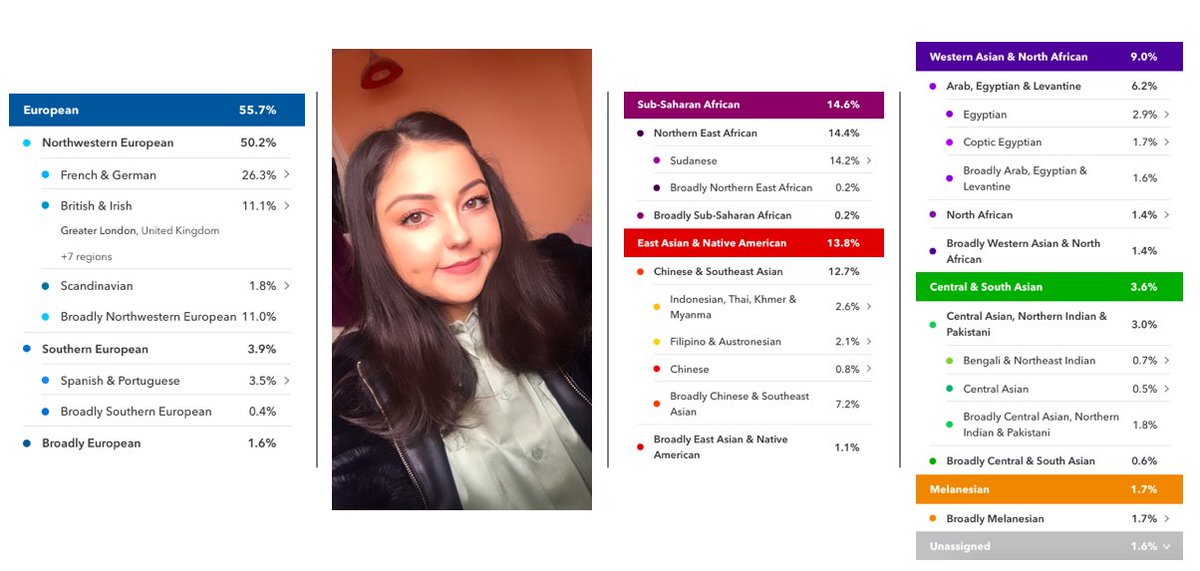 European 55.7%
Northwestern European 50.2%
French & German 26.3%
British & Irish 11.1%
Greater London, United Kingdom
+7 regions
Scandinavian 1.8%
Broadly Northwestern European 11.0%
Southern European 3.9%
Spanish & Portuguese 3.5%
Broadly Southern European 0.4%
Broadly European 1.6%
Sub-Saharan African 14.6%
Northern East African 14.4%
Sudanese 14.2%
Broadly Northern East African 0.2%
Broadly Sub-Saharan African 0.2%
East Asian & Native American 13.8%
Chinese & Southeast Asian 12.7%
Indonesian, Thai, Khmer &
Myanma 2.6%
Filipino & Austronesian 2.1%
Chinese 0.8%
Broadly Chinese & Southeast
Asian 7.2%
Broadly East Asian & Native
American 1.1%
Western Asian & North African 9.0%
Arab, Egyptian & Levantine 6.2%
Egyptian 2.9%
Coptic Egyptian 1.7%
Broadly Arab, Egyptian &
Levantine 1.6%
North African 1.4%
Broadly Western Asian & North
African 1.4%
Central & South Asian 3.6%
Central Asian, Northern Indian &
Pakistani 3.0%
Bengali & Northeast Indian 0.7%
Central Asian 0.5%
Broadly Central Asian, Northern
Indian & Pakistani 1.8%
Broadly Central & South Asian 0.6%
Melanesian 1.7%
Broadly Melanesian 1.7%
Unassigned 1.6%